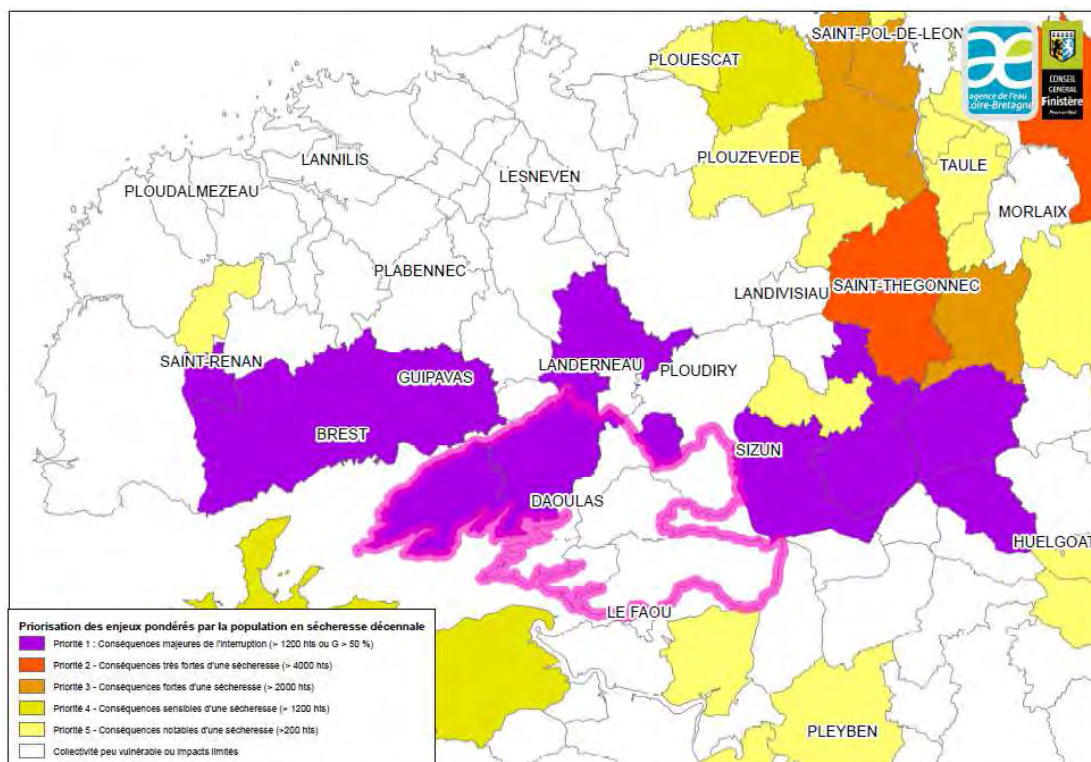 SAINT-POL-DE-LEON
PLOUESCAT
agence de l'eau
Loire-Bretagne
CONSEIL
GENERAL
Finistère
LANNILIS
PLOUZEVEDE
TAULE
LESNEVEN
PLOUDALMEZEAU
MORLAIX
PLABENNEC
SAINT-THEGONNEC
LANDIVISIAU
SAINT-RENAN
LANDERNEAU
PLOUDIRY
GUIPAVAS
BREST
SIZUN
DAOULAS
HUELGOAT
LE FAOU
PLEYBEN
Priorisation des enjeux pondérés par la population en sécheresse décennale
Priorité 1 : Conséquences majeures de l'interruption (> 1200 hts ou G > 50 %)
Priorité 2 - Conséquences très fortes d'une sécheresse (> 4000 hts)
Priorité 3 - Conséquences fortes d'une sécheresse (> 2000 hts)
Priorité 4 - Conséquences sensibles d'une sécheresse (> 1200 hts)
Priorité 5 - Conséquences notables d'une sécheresse (>200 hts)
Collectivité peu vulnérable ou impacts limités